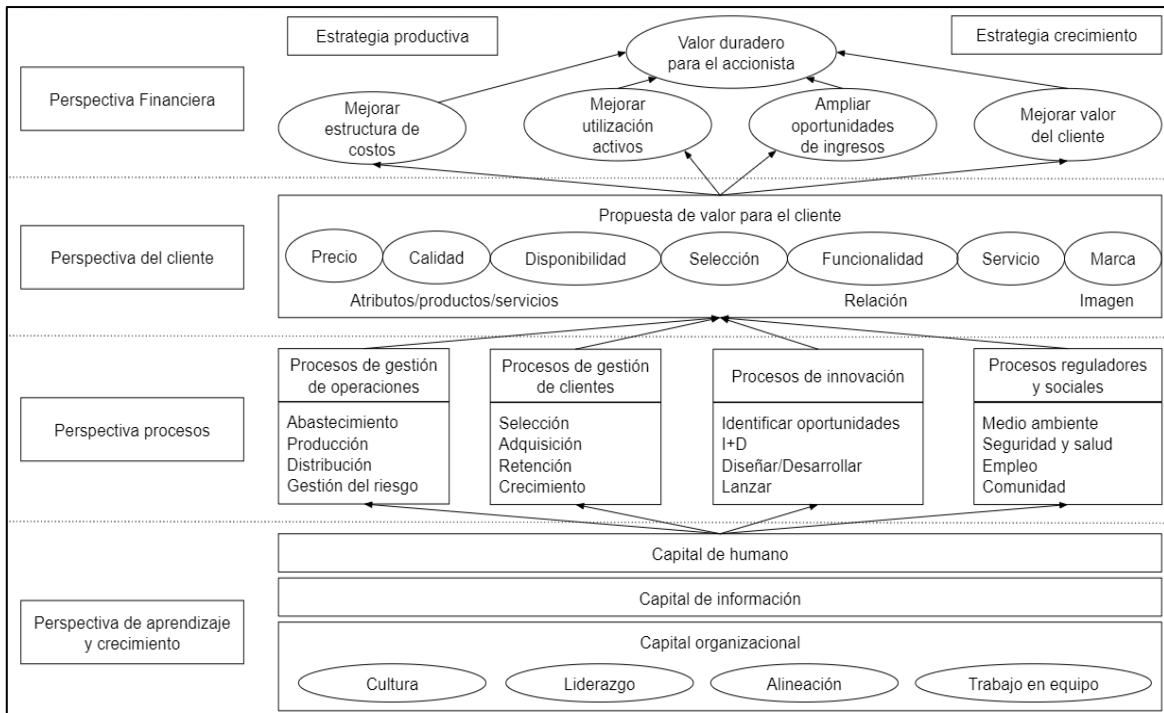 Estrategia productiva
Valor duradero
para el accionista
Estrategia crecimiento
Perspectiva Financiera
Mejorar
estructura de
costos
Mejorar
utilización
activos
Ampliar
oportunidades
de ingresos
Mejorar valor
del cliente
Perspectiva del cliente
Propuesta de valor para el cliente
Precio
Calidad
Disponibilidad
Selección
Funcionalidad
Servicio
Marca
Atributos/productos/servicios
Relación
Imagen
Perspectiva procesos
Procesos de gestión
de operaciones
Abastecimiento
Producción
Distribución
Gestión del riesgo
Procesos de gestión
de clientes
Selección
Adquisición
Retención
Crecimiento
Procesos de innovación
Identificar oportunidades
I+D
Diseñar/Desarrollar
Lanzar
Procesos reguladores
y sociales
Medio ambiente
Seguridad y salud
Empleo
Comunidad
Perspectiva de aprendizaje
y crecimiento
Capital de humano
Capital de información
Capital organizacional
Cultura
Liderazgo
Alineación
Trabajo en equipo